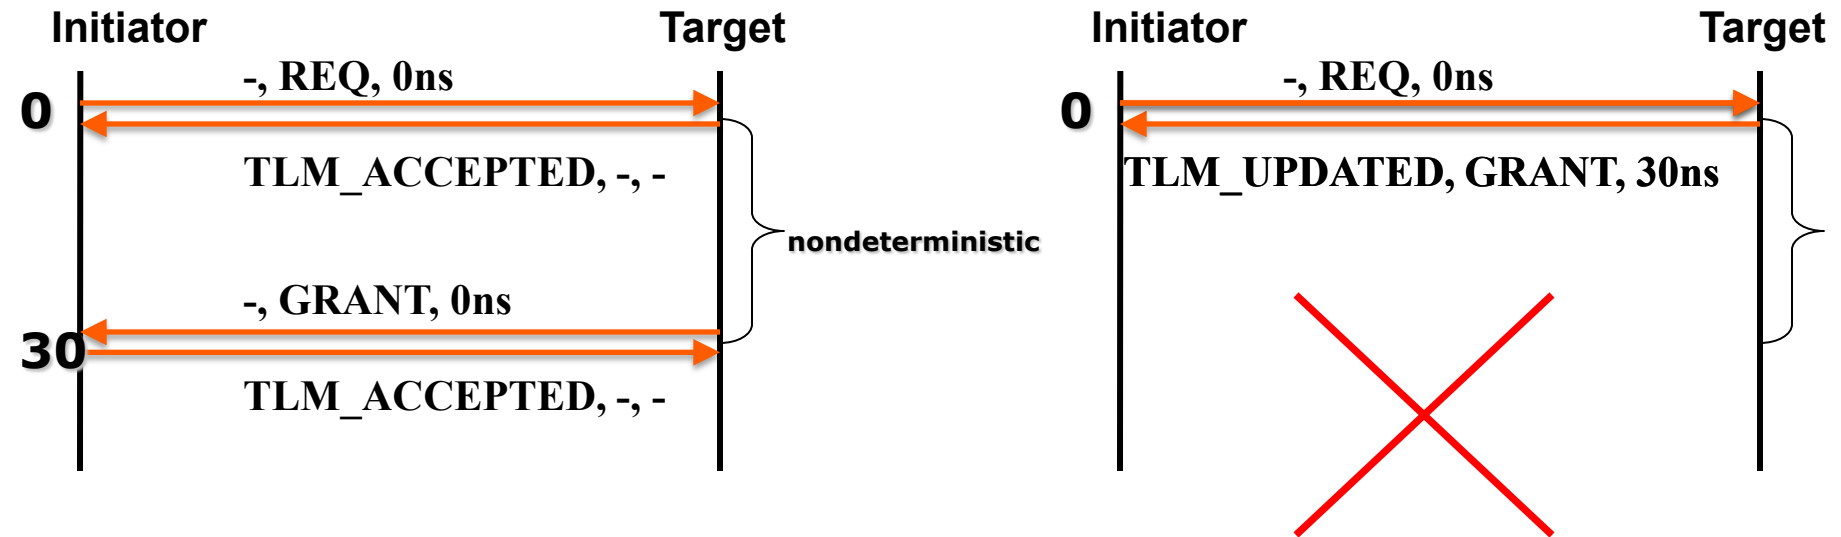 Initiator Target
-, REQ, 0ns
0
TLM_ACCEPTED, -, -
nondeterministic
-, GRANT, 0ns
30
TLM_ACCEPTED, -, -
Initiator Target
-, REQ, 0ns
0
TLM_UPDATED, GRANT, 30ns